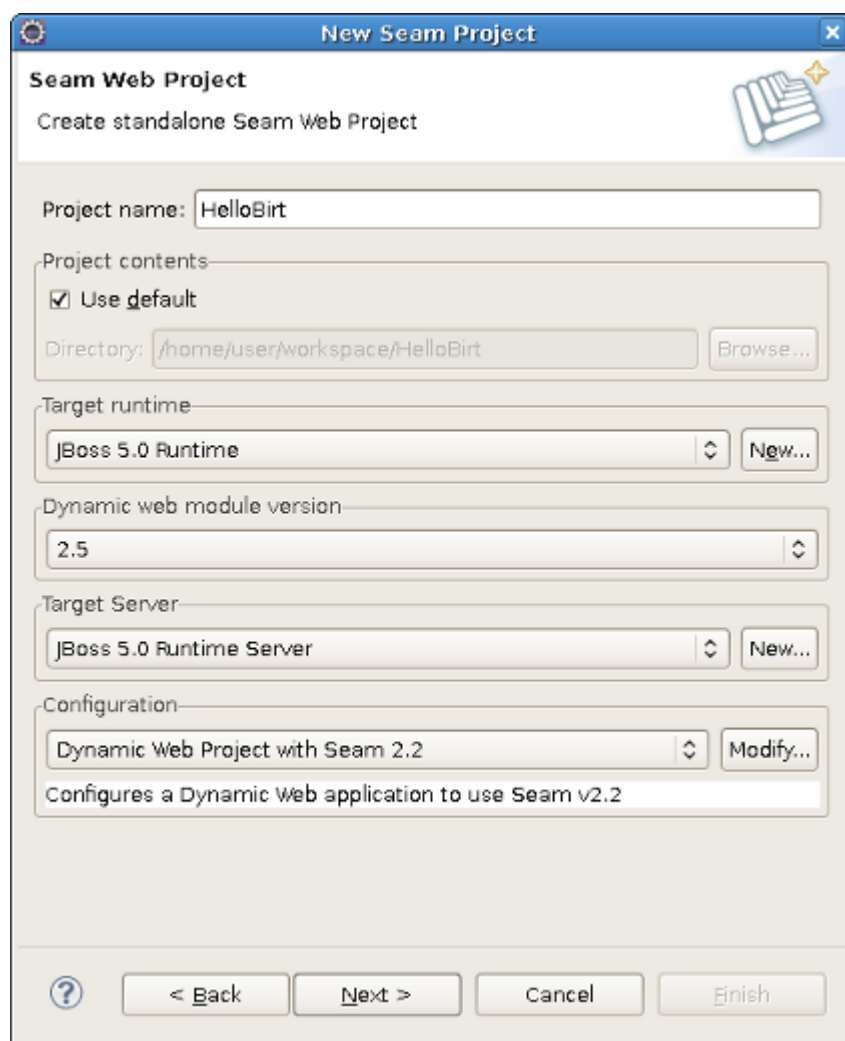 New Seam Project
Seam Web Project
Create standalone Seam Web Project
Project name: HelloBirt
Project contents
Use default
Directory: /home/user/workspace/HelloBirt Browse...
Target runtime
JBoss 5.0 Runtime New...
Dynamic web module version
2.5
Target Server
JBoss 5.0 Runtime Server New...
Configuration
Dynamic Web Project with Seam 2.2 Modify...
Configures a Dynamic Web application to use Seam v2.2
? < Back Next > Cancel Finish